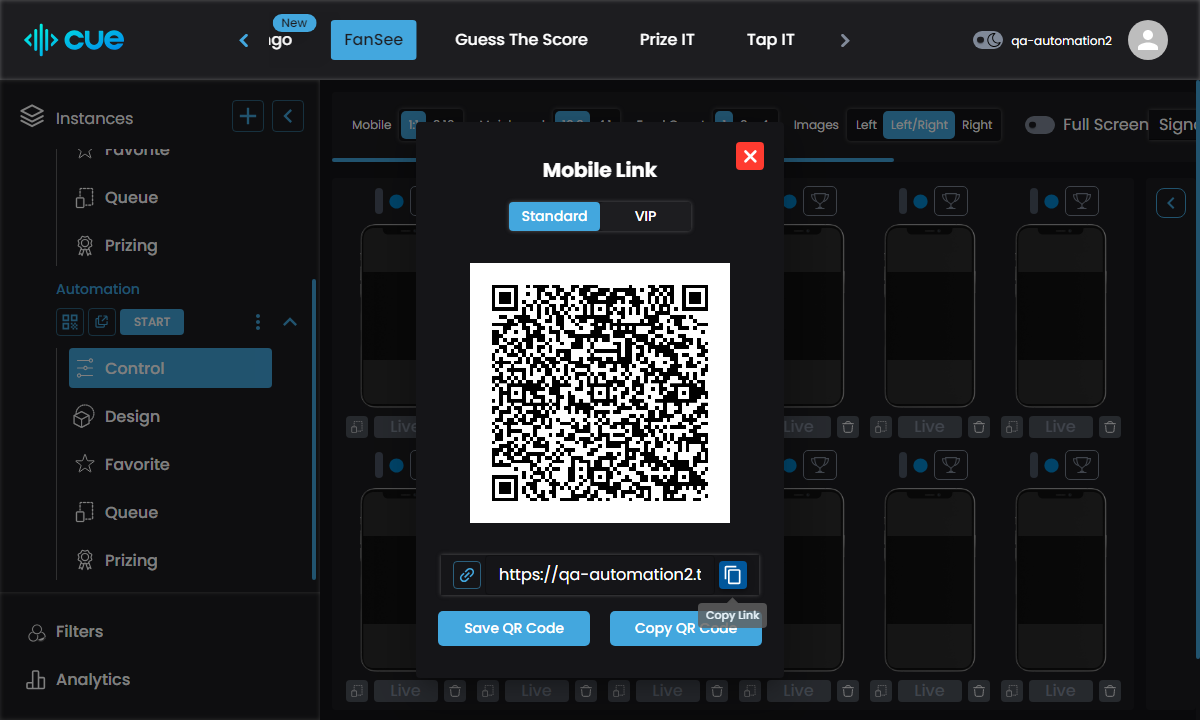 cue
New
FanSee
Guess The Score
Prize IT
Tap IT
qa-automation2
Instances
Favorite
Queue
Prizing
Automation
START
Control
Design
Favorite
Queue
Prizing
Filters
Analytics
Mobile
1:1
Images
Left
Left/Right
Right
Full Screen
Mobile Link
Standard
VIP
https://qa-automation2.t
Copy Link
Save QR Code
Copy QR Code
Live
Live
Live
Live
Live
Live
Live
Live
Live
Live